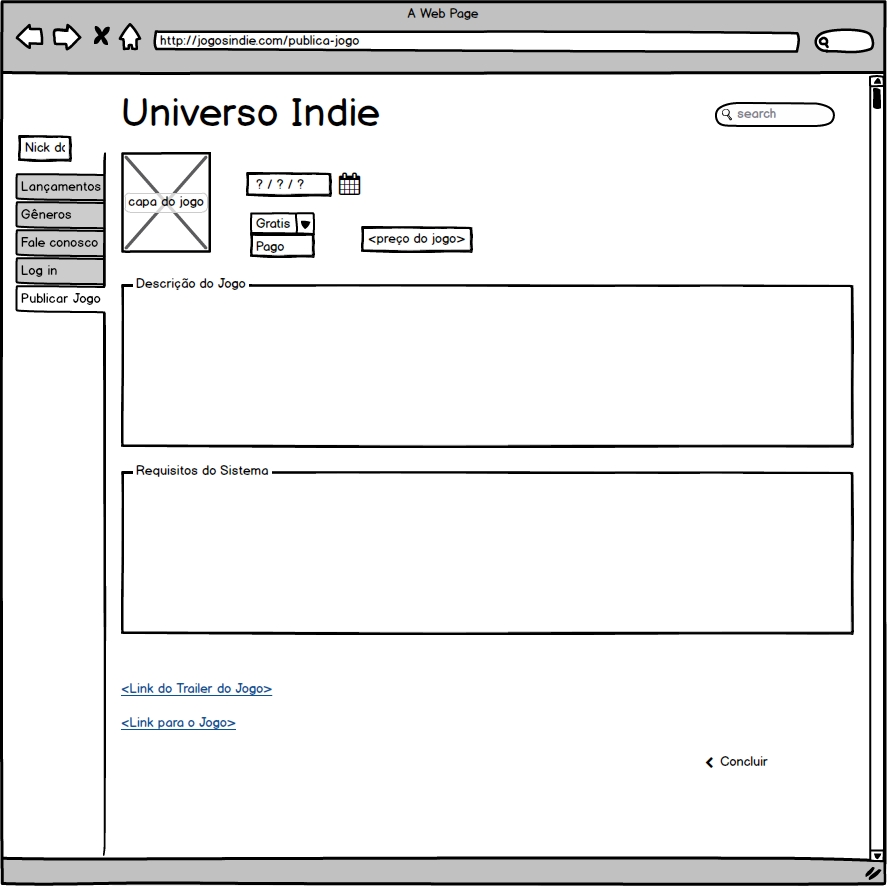 A Web Page
http://jogosindie.com/publica-jogo
Universo Indie
search
Nick
Lançamentos
Gêneros
Fale conosco
Log in
Publicar Jogo
capa do jogo
? / ? / ?
Gratis
Pago
<preço do jogo>
Descrição do Jogo
Requisitos do Sistema
<Link do Trailer do Jogo>
<Link para o Jogo>
Concluir